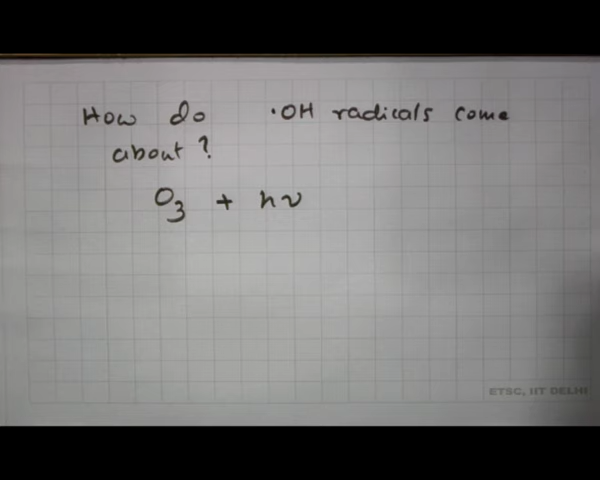 How do ·OH radicals come
about?
O₃ + hν
ETSC, IIT DELHI